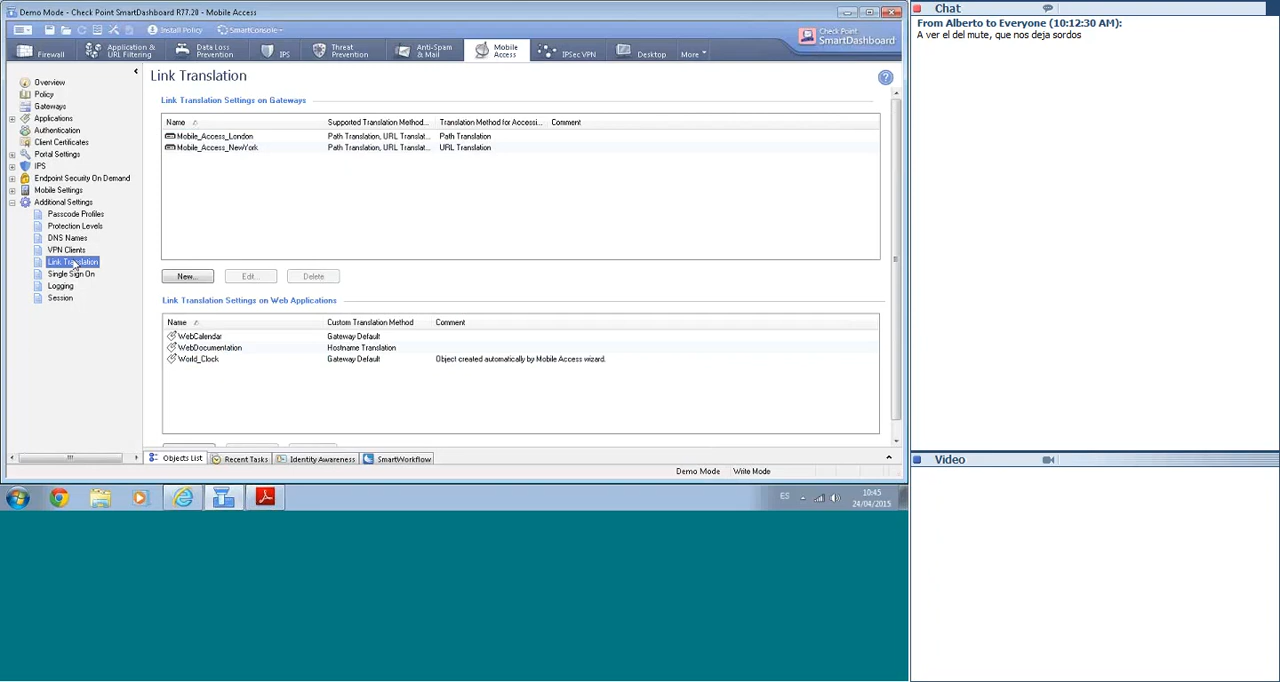 Demo Mode - Check Point SmartDashboard R77.20 - Mobile Access
Install Policy
SmartConsole
Firewall
Application & URL Filtering
Data Loss Prevention
IPS
Threat Prevention
Anti-Spam & Mail
Mobile Access
IPSec VPN
Desktop
More
Check Point
SmartDashboard
Overview
Policy
Gateways
Applications
Authentication
Client Certificates
Portal Settings
IPS
Endpoint Security On Demand
Mobile Settings
Additional Settings
Passcode Profiles
Protection Levels
DNS Names
VPN Clients
Link Translation
Single Sign On
Logging
Session
Link Translation
Link Translation Settings on Gateways
Name Supported Translation Method... Translation Method for Accessi... Comment
Mobile_Access_London Path Translation, URL Translat... Path Translation
Mobile_Access_NewYork Path Translation, URL Translat... URL Translation
New... Edit... Delete
Link Translation Settings on Web Applications
Name Custom Translation Method Comment
WebCalendar Gateway Default
WebDocumentation Hostname Translation
World_Clock Gateway Default Object created automatically by Mobile Access wizard.
Objects List Recent Tasks Identity Awareness SmartWorkflow
Demo Mode Write Mode
ES
10:45
24/04/2015
Chat
From Alberto to Everyone (10:12:30 AM):
A ver el del mute, que nos deja sordos
Video